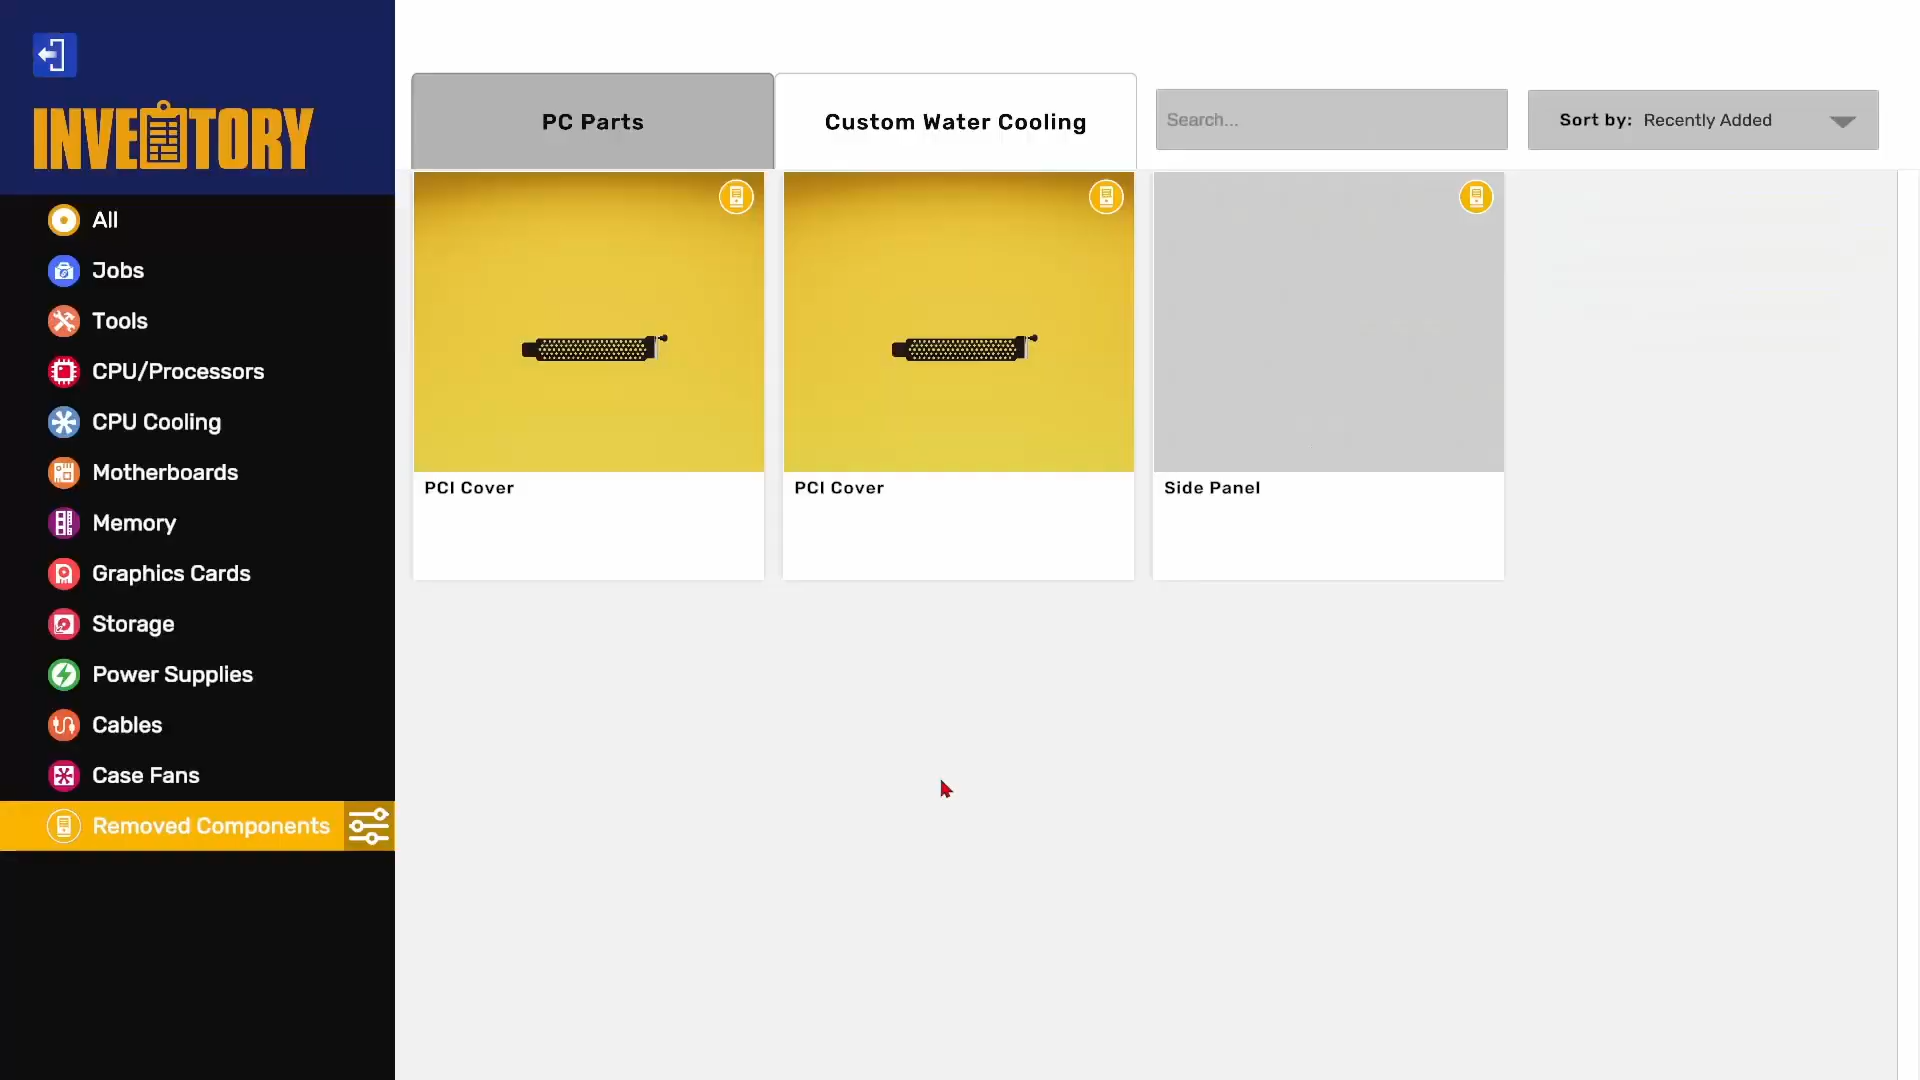 INVENTORY
All
Jobs
Tools
CPU/Processors
CPU Cooling
Motherboards
Memory
Graphics Cards
Storage
Power Supplies
Cables
Case Fans
Removed Components
PC Parts
Custom Water Cooling
Search...
Sort by: Recently Added
PCI Cover
PCI Cover
Side Panel